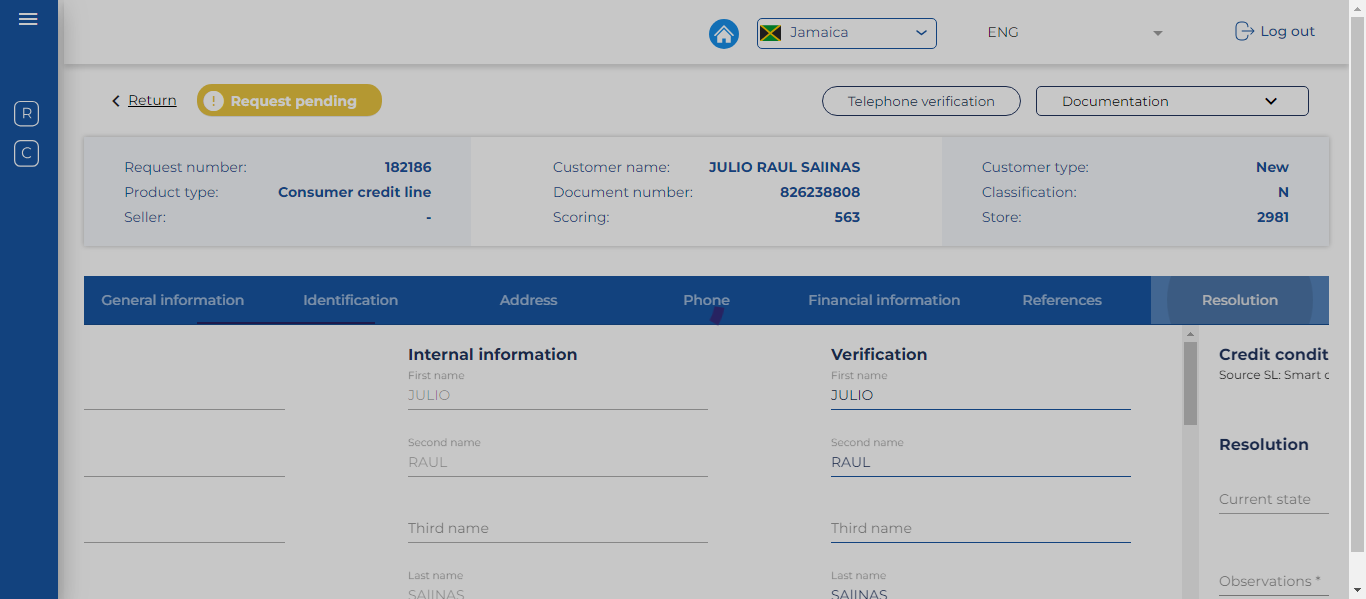 Jamaica
ENG
Log out
R
C
Return
! Request pending
Telephone verification
Documentation
Request number: 182186
Product type: Consumer credit line
Seller: -
Customer name: JULIO RAUL SAIINAS
Document number: 826238808
Scoring: 563
Customer type: New
Classification: N
Store: 2981
General information
Identification
Address
Phone
Financial information
References
Resolution
Internal information
First name
JULIO
Second name
RAUL
Third name
Last name
SAIINAS
Verification
First name
JULIO
Second name
RAUL
Third name
Last name
SAIINAS
Credit condit
Source SL: Smart c
Resolution
Current state
Observations *